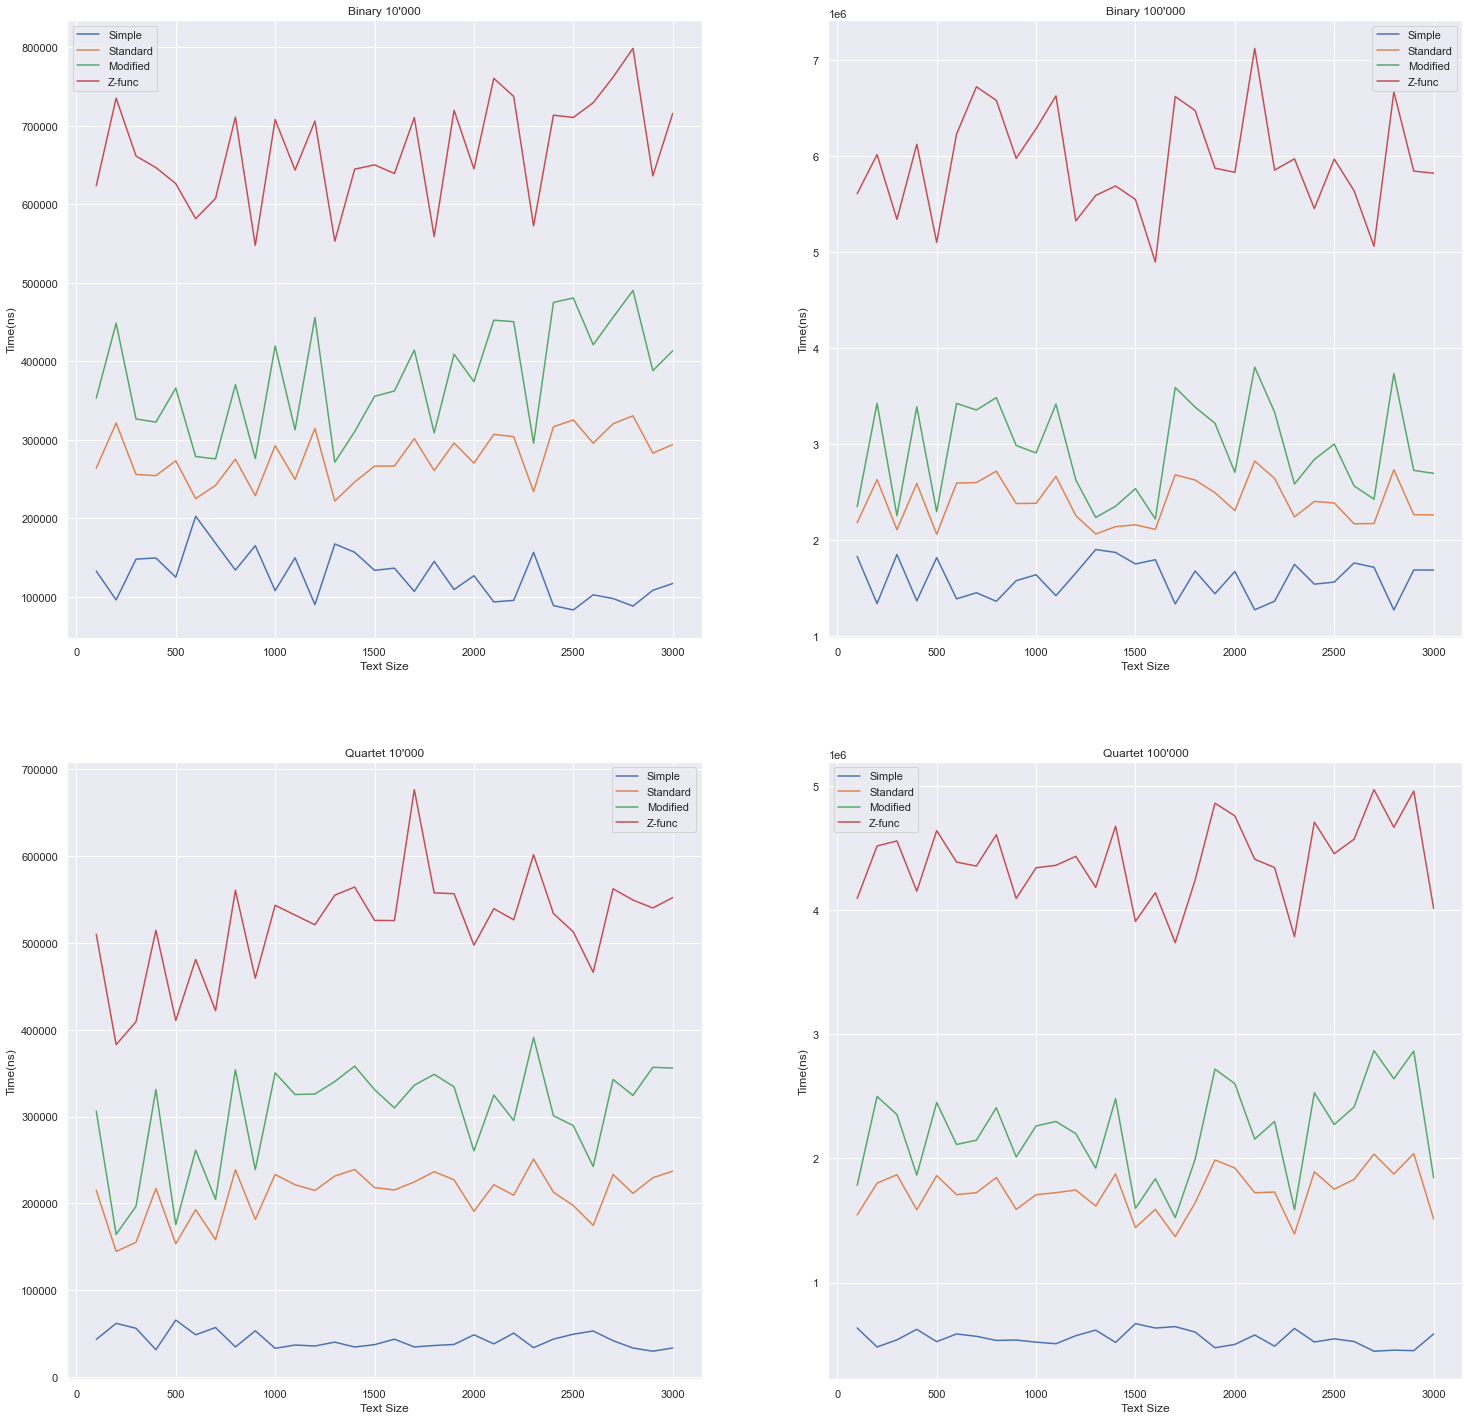 Binary 10'000
Simple
Standard
Modified
Z-func
800000
700000
600000
500000
400000
300000
200000
100000
Time(ns)
0 500 1000 1500 2000 2500 3000
Text Size
Binary 100'000
1e6
Simple
Standard
Modified
Z-func
7
6
5
4
3
2
1
Time(ns)
0 500 1000 1500 2000 2500 3000
Text Size
Quartet 10'000
Simple
Standard
Modified
Z-func
700000
600000
500000
400000
300000
200000
100000
0
Time(ns)
0 500 1000 1500 2000 2500 3000
Text Size
Quartet 100'000
1e6
Simple
Standard
Modified
Z-func
5
4
3
2
1
Time(ns)
0 500 1000 1500 2000 2500 3000
Text Size